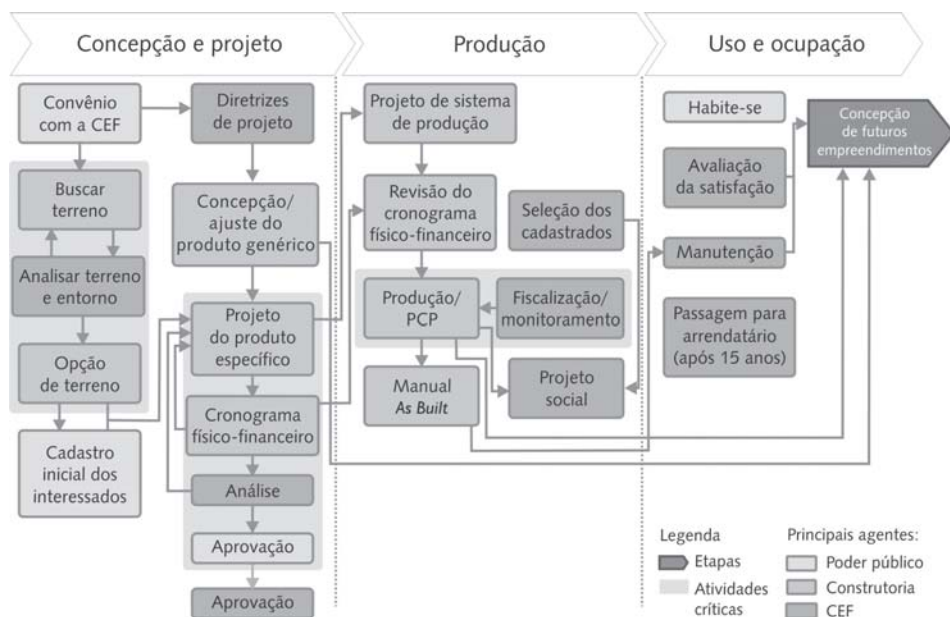 Concepção e projeto
Produção
Uso e ocupação
Convênio
com a CEF
Diretrizes
de projeto
Buscar
terreno
Concepção/
ajuste do
produto genérico
Analisar terreno
e entorno
Projeto
do produto
específico
Opção
de terreno
Cronograma
físico-financeiro
Cadastro
inicial dos
interessados
Análise
Aprovação
Aprovação
Projeto de sistema
de produção
Revisão do
cronograma
físico-financeiro
Seleção dos
cadastrados
Produção/
PCP
Fiscalização/
monitoramento
Manual
As Built
Projeto
social
Habite-se
Avaliação
da satisfação
Manutenção
Passagem para
arrendatário
(após 15 anos)
Concepção
de futuros
empreendimentos
Legenda
Etapas
Atividades
críticas
Principais agentes:
Poder público
Construtoria
CEF